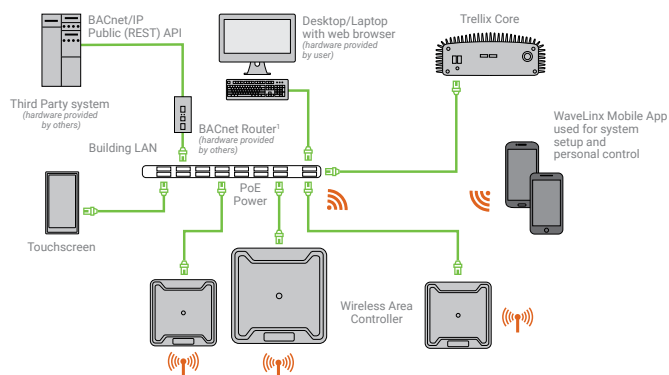 BACnet/IP
Public (REST) API
Desktop/Laptop
with web browser
(hardware provided
by user)
Trellix Core
Third Party system
(hardware provided
by others)
BACnet Router¹
(hardware provided
by others)
Building LAN
WaveLinx Mobile App
used for system
setup and
personal control
PoE
Power
Touchscreen
Wireless Area
Controller